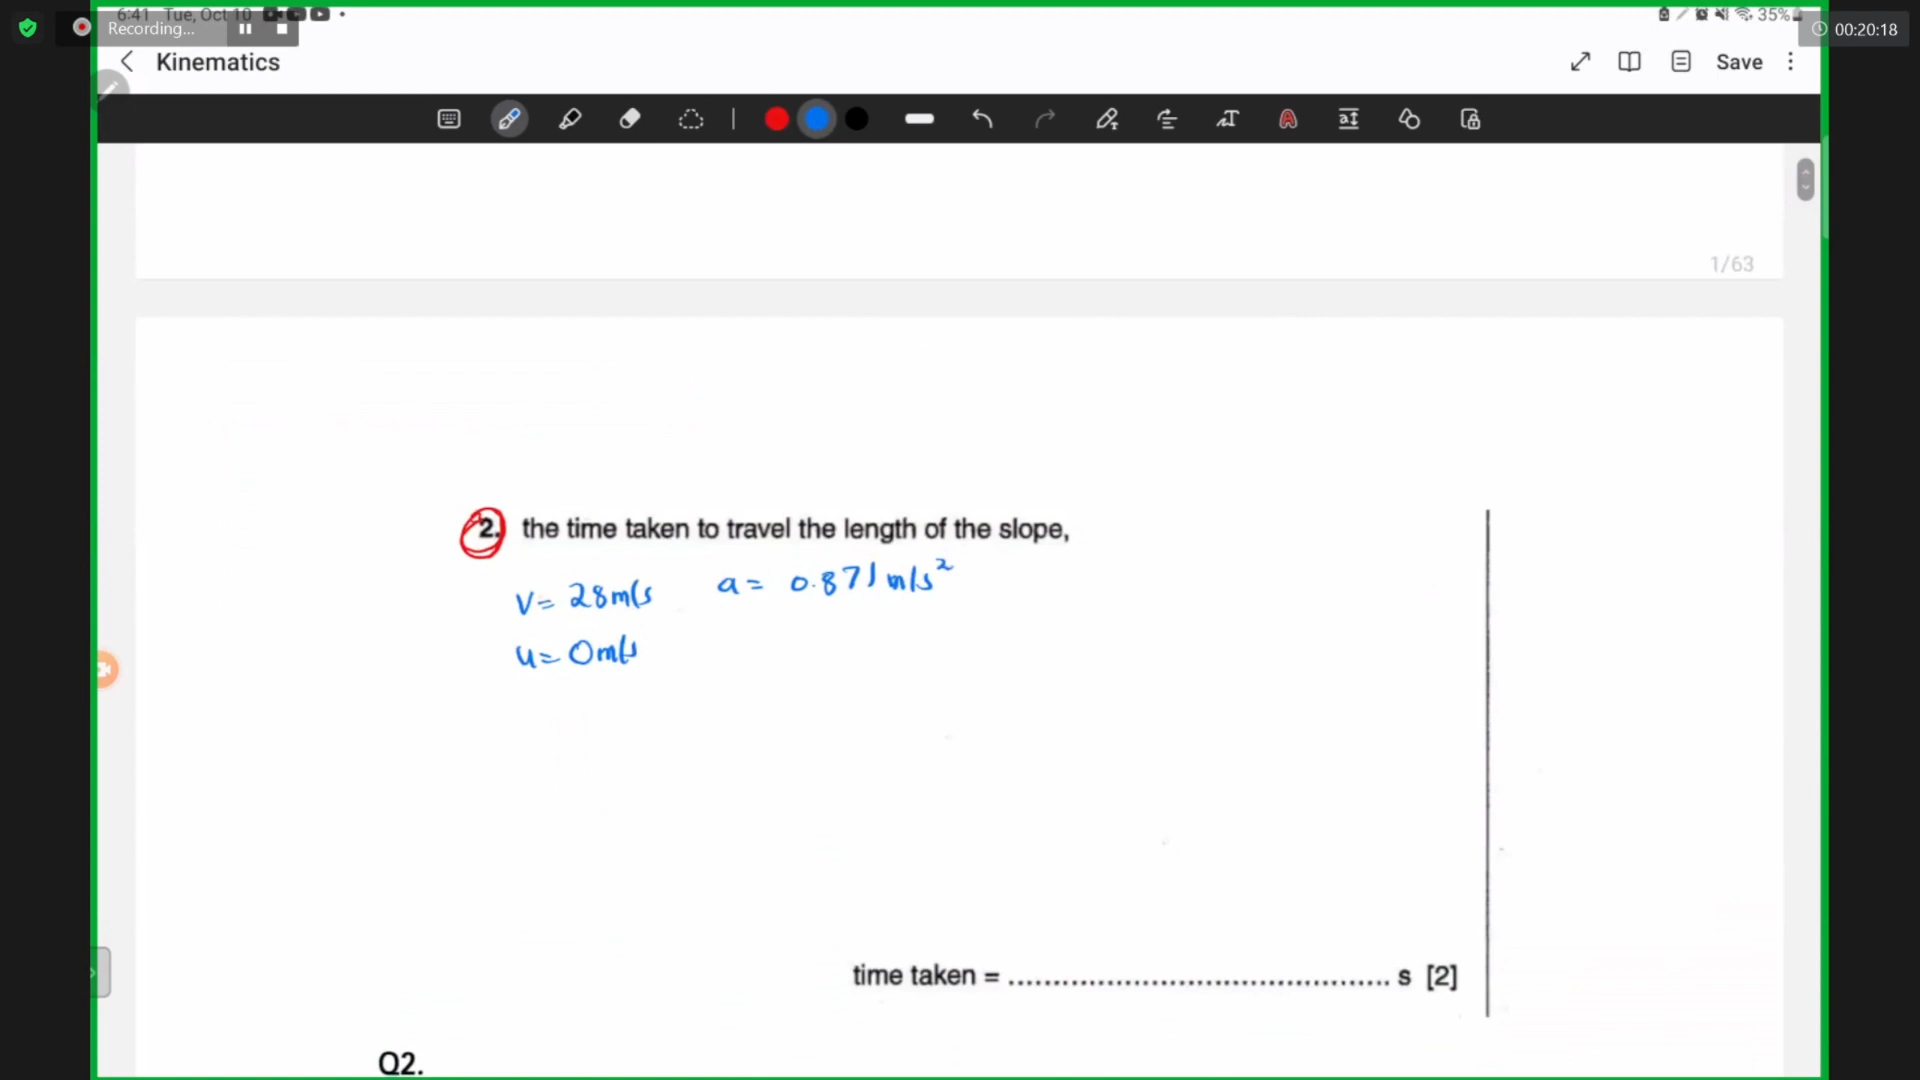 6:41 Tue, Oct 10
35%
Recording...
00:20:18
Kinematics
Save
1/63
2. the time taken to travel the length of the slope,
v = 28m/s a = 0.871 m/s²
u = 0m/s
time taken = ............................................ s [2]
Q2.